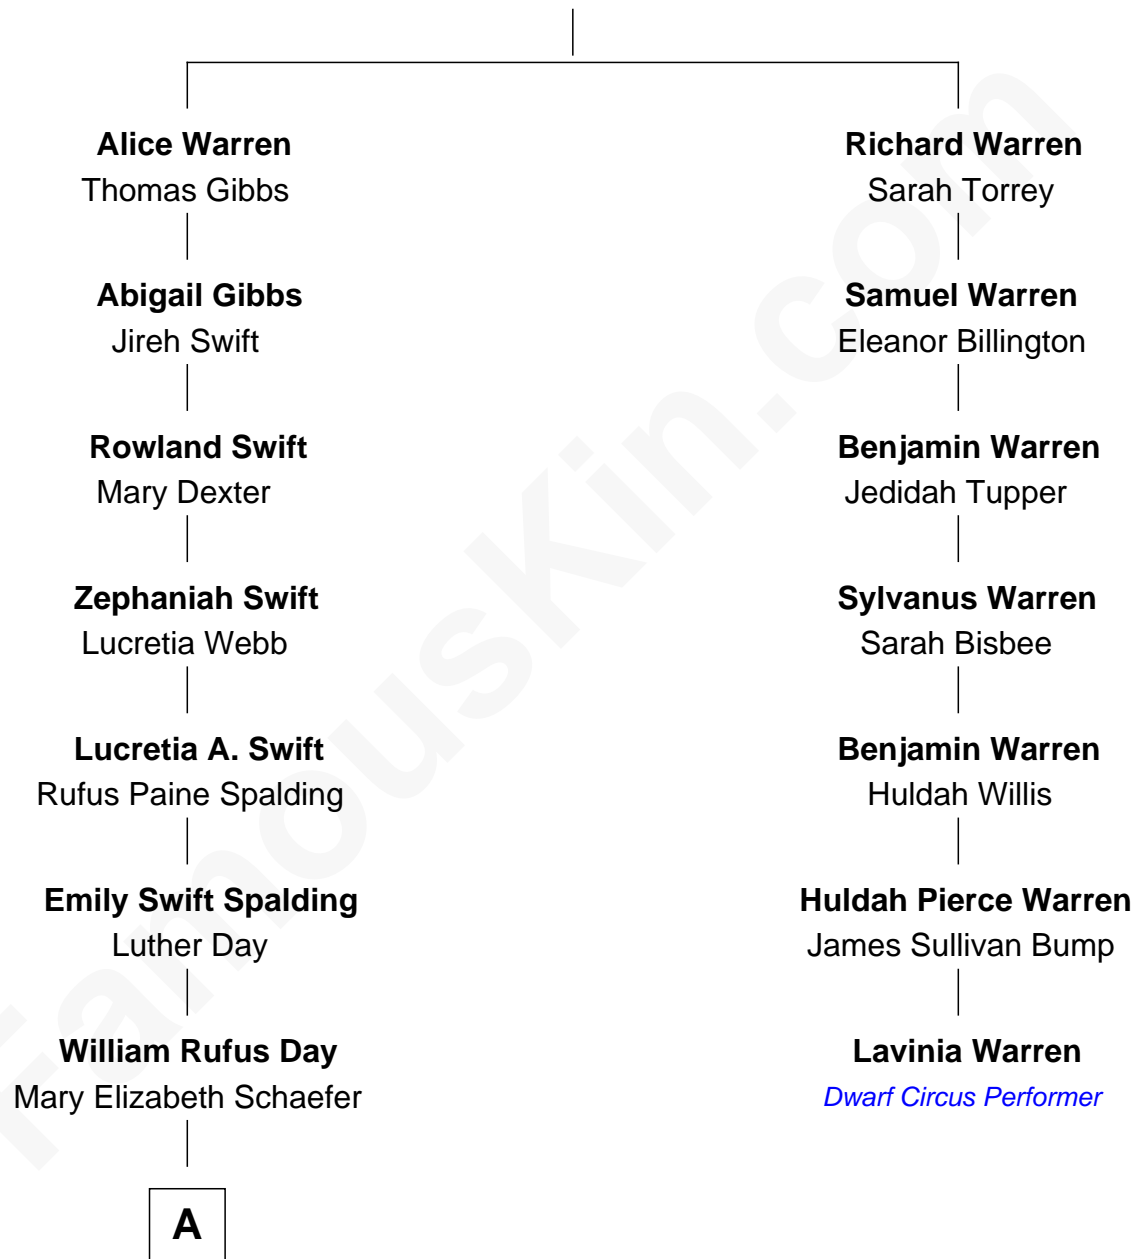 Alice Warren
Thomas Gibbs
Abigail Gibbs
Jireh Swift
Rowland Swift
Mary Dexter
Zephaniah Swift
Lucretia Webb
Lucretia A. Swift
Rufus Paine Spalding
Emily Swift Spalding
Luther Day
William Rufus Day
Mary Elizabeth Schaefer
A
Richard Warren
Sarah Torrey
Samuel Warren
Eleanor Billington
Benjamin Warren
Jedidah Tupper
Sylvanus Warren
Sarah Bisbee
Benjamin Warren
Huldah Willis
Huldah Pierce Warren
James Sullivan Bump
Lavinia Warren
Dwarf Circus Performer
FamousKin.com